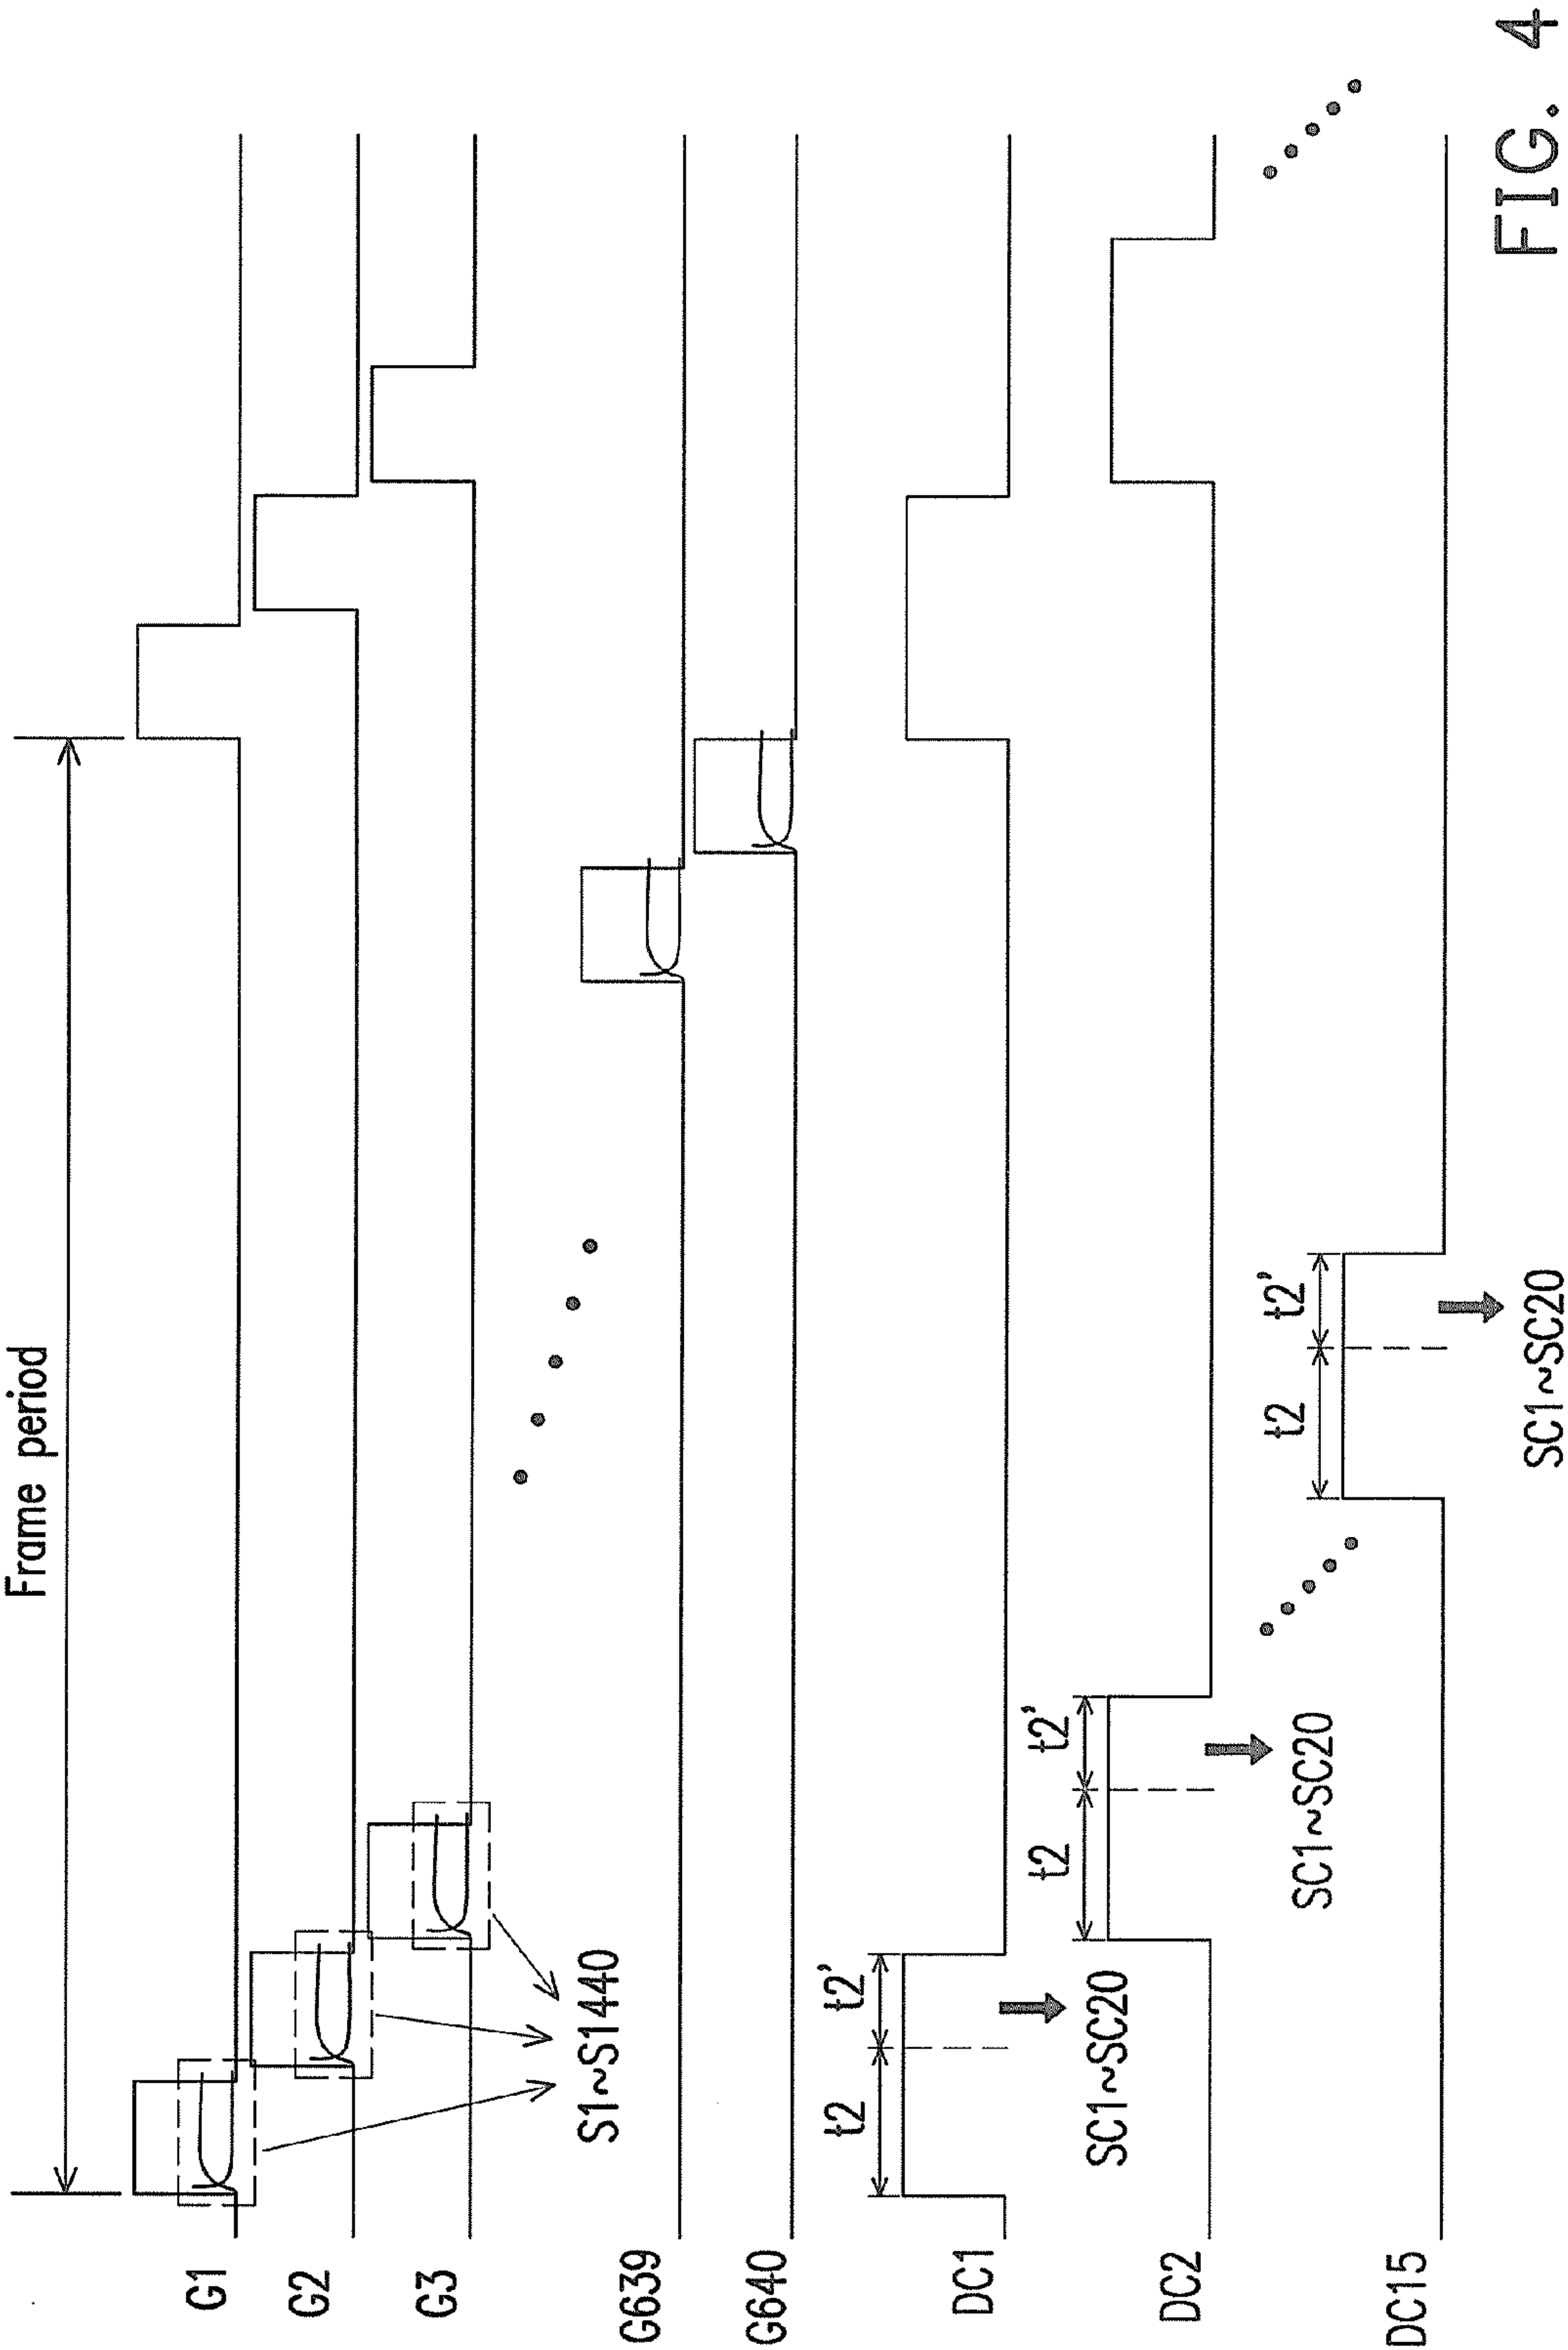 Frame period
G1
G2
G3
S1~S1440
G639
G640
t2 t2'
DC1
SC1~SC20
t2 t2'
DC2
SC1~SC20
t2 t2'
DC15
SC1~SC20
FIG. 4